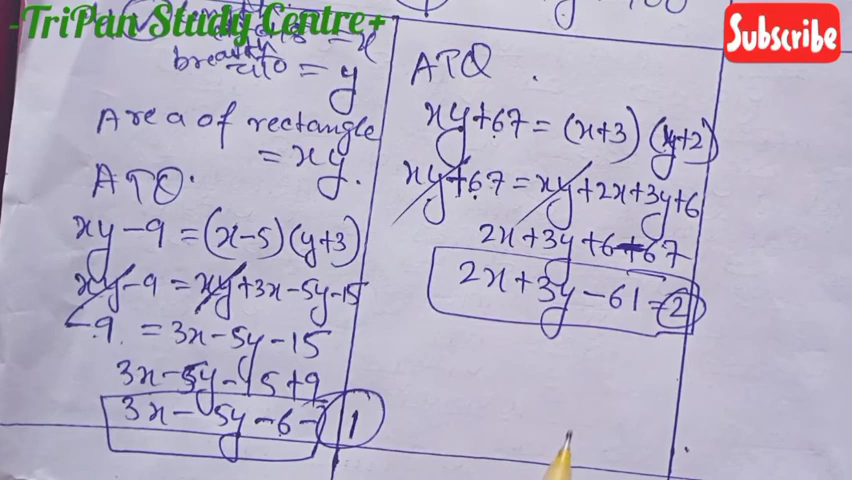 -TriPan Study Centre+
Subscribe
= x
breadth
= y
Area of rectangle
= xy.
ATQ.
xy-9 = (x-5)(y+3)
xy-9 = xy+3x-5y-15
-9 = 3x-5y-15
3x-5y-15+9
3x-5y-6-1
ATQ.
xy+67 = (x+3)(y+2)
xy+67 = xy+2x+3y+6
2x+3y+6-67
2x+3y-61=2